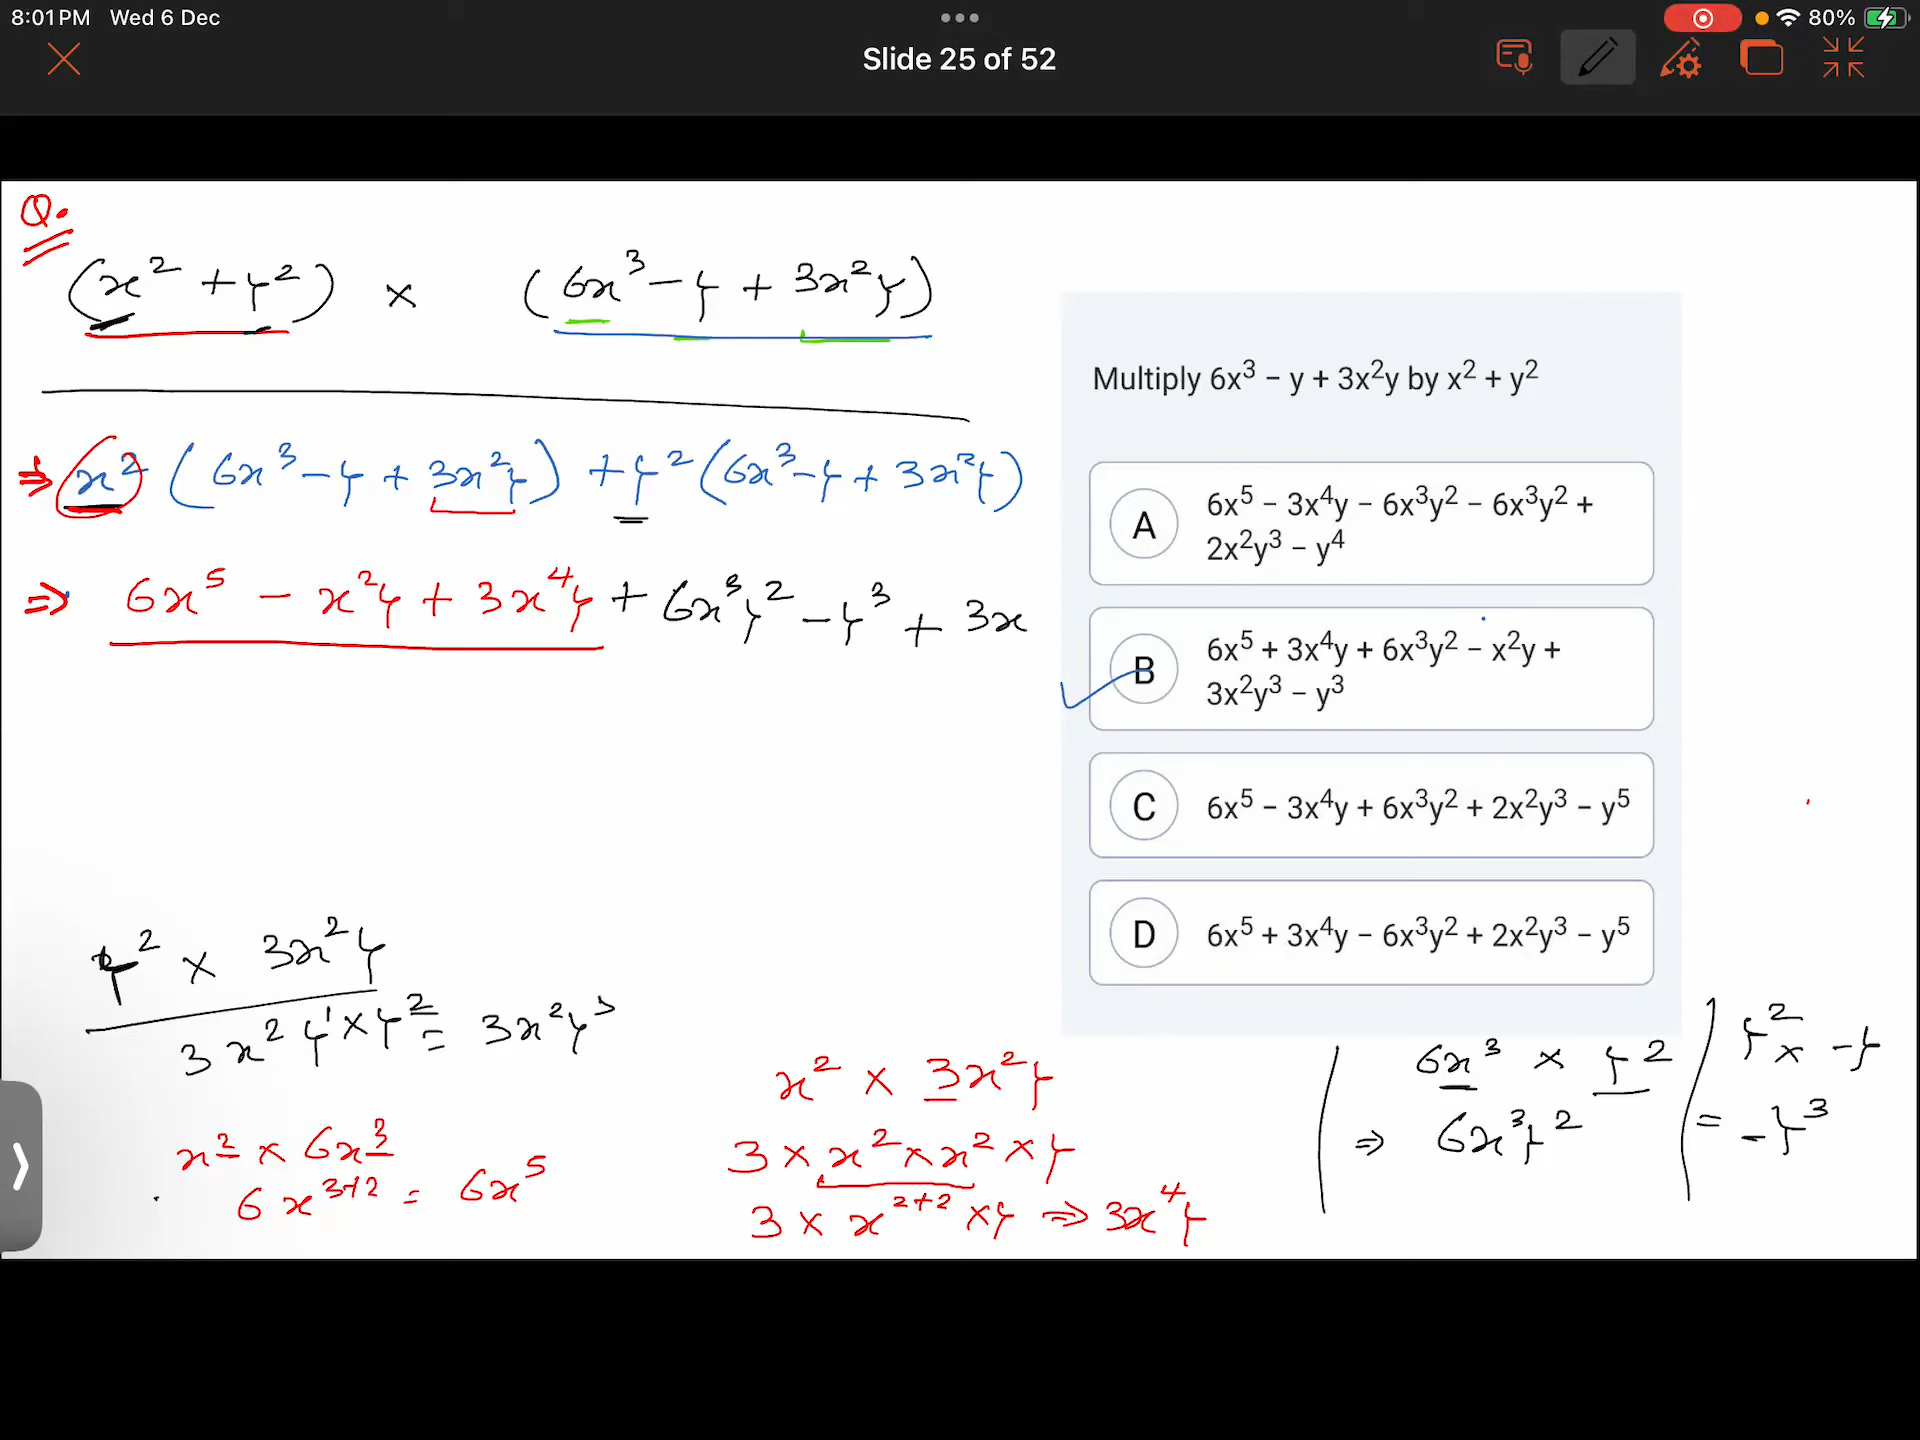 8:01 PM Wed 6 Dec
80%
Slide 25 of 52
Q.
(x² + y²) × (6x³ − y + 3x²y)
⇒ x² (6x³ − y + 3x²y) + y² (6x³ − y + 3x²y)
⇒ 6x⁵ − x²y + 3x⁴y + 6x³y² − y³ + 3x
Multiply 6x³ − y + 3x²y by x² + y²
A 6x⁵ − 3x⁴y − 6x³y² − 6x³y² +
2x²y³ − y⁴
B 6x⁵ + 3x⁴y + 6x³y² − x²y +
3x²y³ − y³
C 6x⁵ − 3x⁴y + 6x³y² + 2x²y³ − y⁵
D 6x⁵ + 3x⁴y − 6x³y² + 2x²y³ − y⁵
y² × 3x²y
3x² y¹ × y² = 3x²y³
x² × 6x³
6x³⁺² = 6x⁵
x² × 3x²y
3 × x² × x² × y
3 × x²⁺² × y ⇒ 3x⁴y
6x³ × y²
⇒ 6x³y²
y² × −y
= −y³